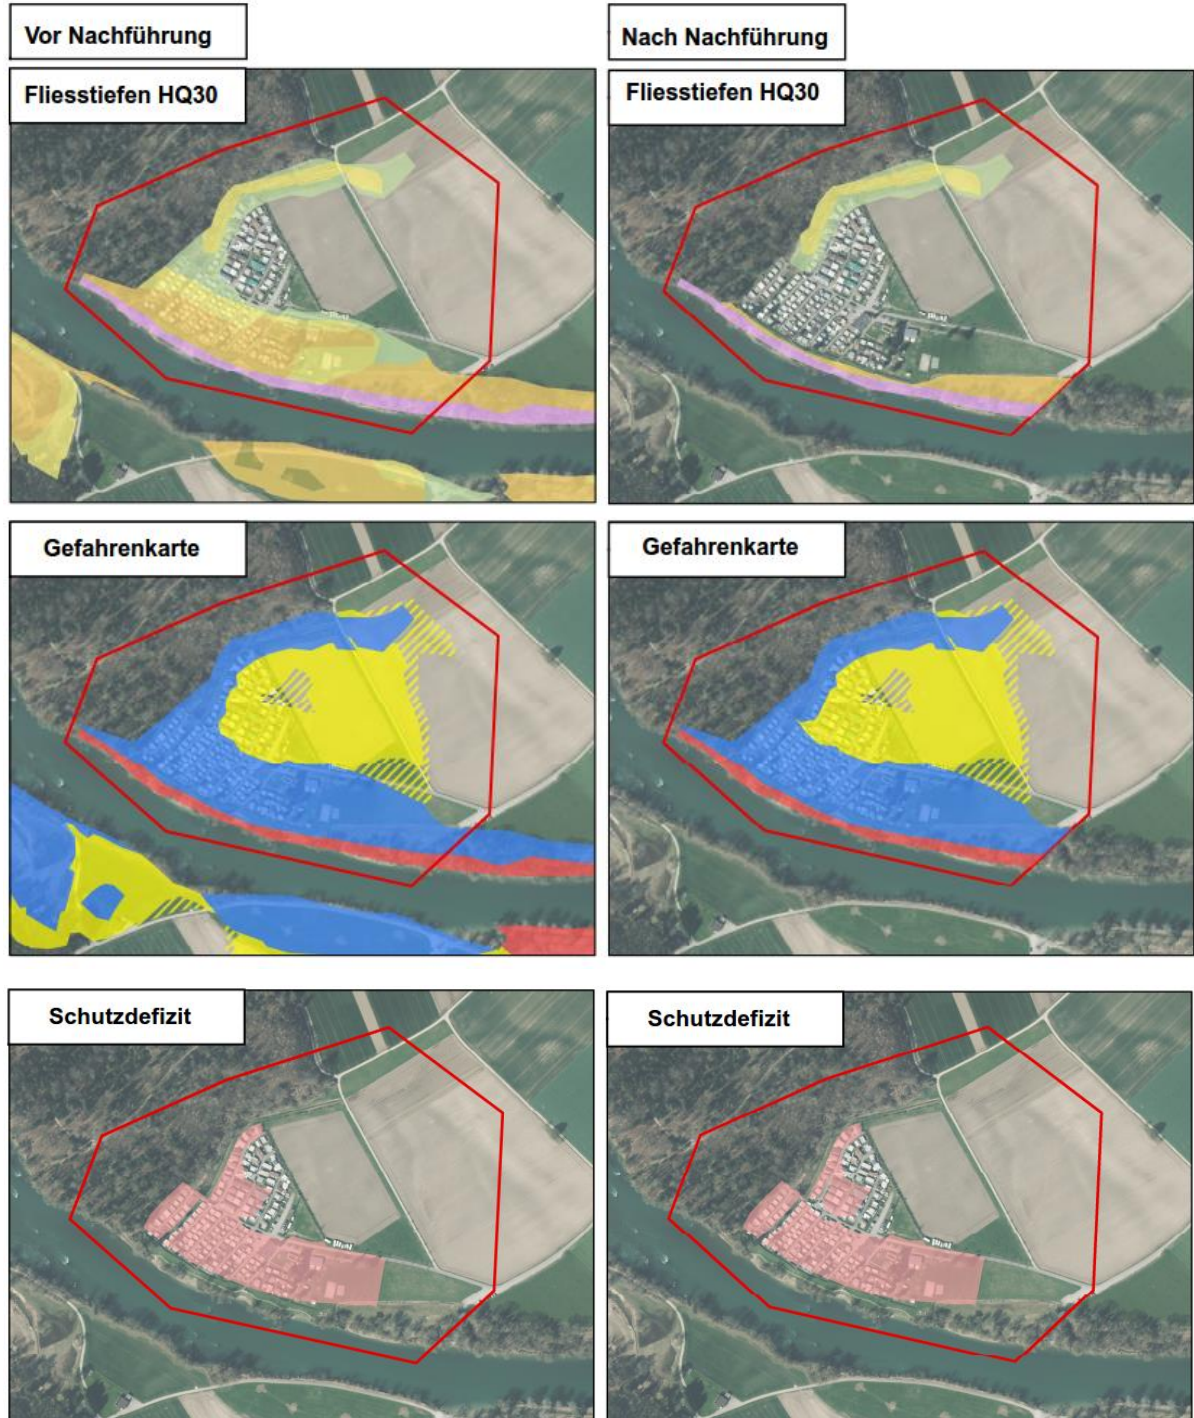 Vor Nachführung
Nach Nachführung
Fliesstiefen HQ30
Fliesstiefen HQ30
Gefahrenkarte
Gefahrenkarte
Schutzdefizit
Schutzdefizit